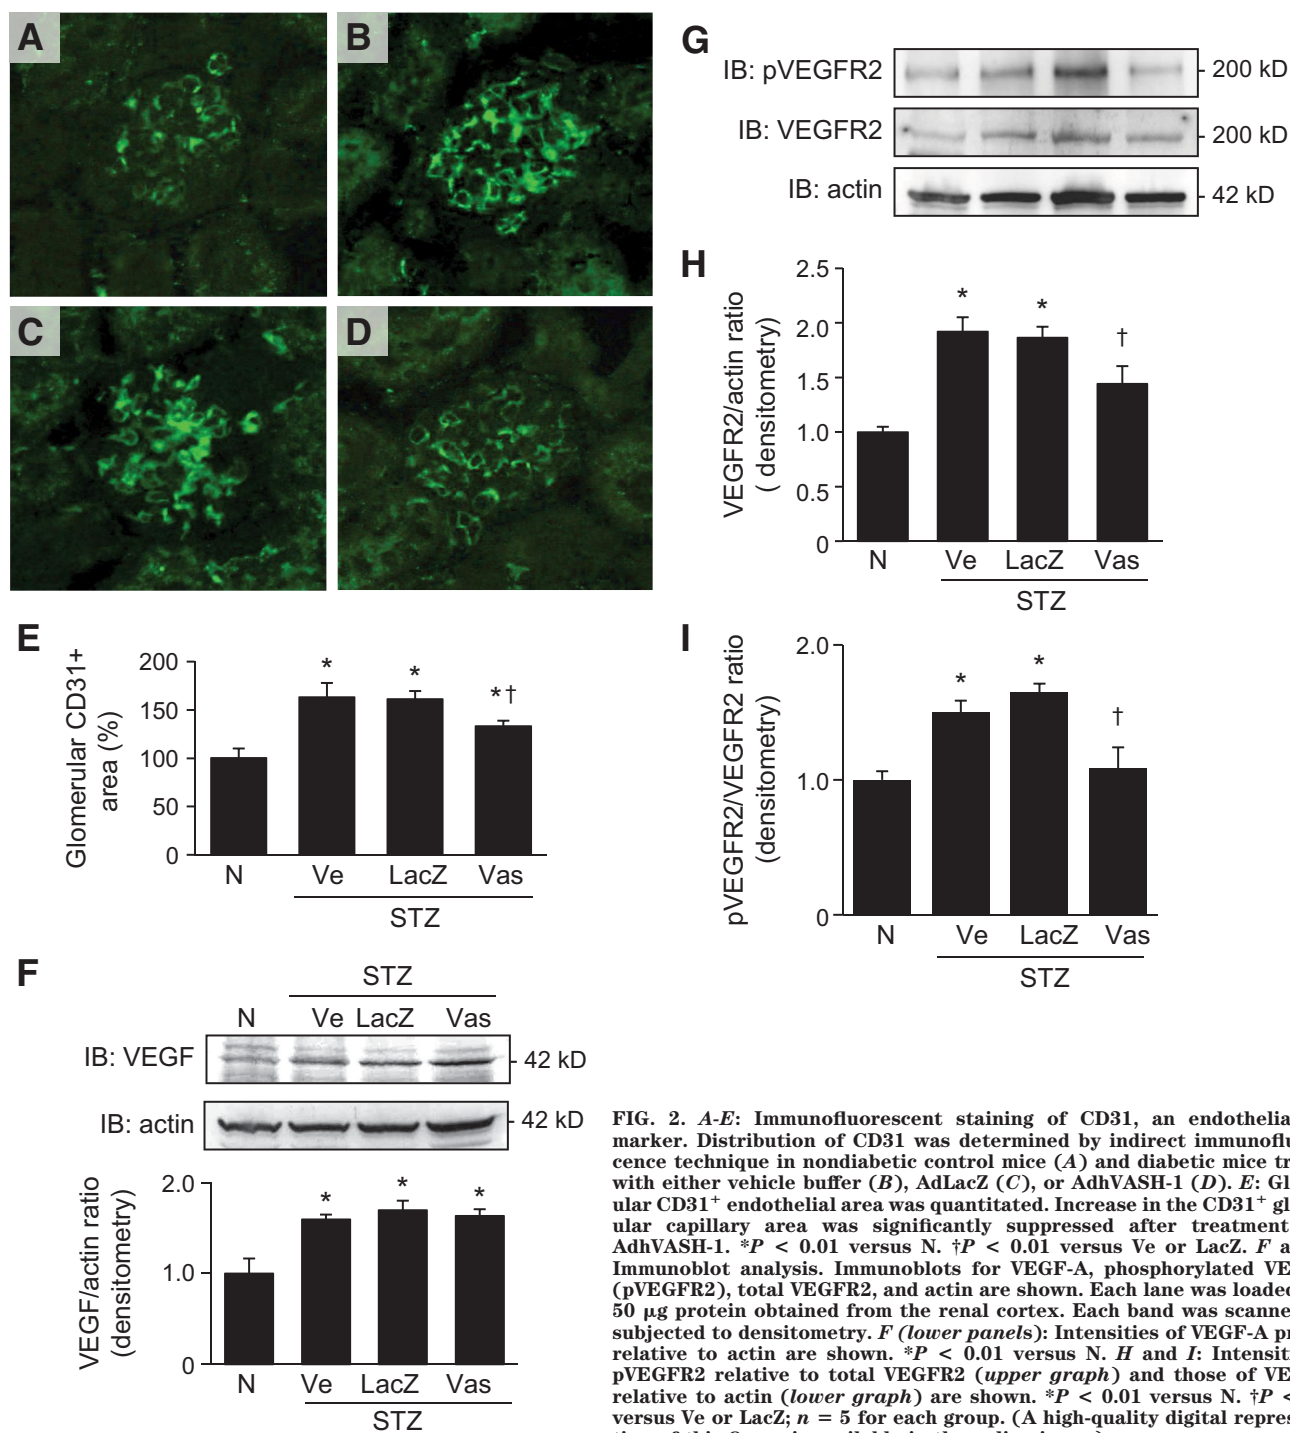 A
B
C
D
E
Glomerular CD31+
area (%)
200
150
100
50
0
*
*
*†
N
Ve
LacZ
Vas
STZ
F
STZ
N
Ve LacZ
Vas
IB: VEGF
42 kD
IB: actin
42 kD
VEGF/actin ratio
(densitometry)
2.0
1.0
0
*
*
*
N
Ve
LacZ
Vas
STZ
G
IB: pVEGFR2
200 kD
IB: VEGFR2
200 kD
IB: actin
42 kD
H
VEGFR2/actin ratio
( densitometry)
2.5
2.0
1.5
1.0
0.5
0
*
*
†
N
Ve
LacZ
Vas
STZ
I
pVEGFR2/VEGFR2 ratio
(densitometry)
2.0
1.0
0
*
*
†
N
Ve
LacZ
Vas
STZ
FIG. 2. A-E: Immunofluorescent staining of CD31, an endothelia
marker. Distribution of CD31 was determined by indirect immunoflu
cence technique in nondiabetic control mice (A) and diabetic mice tr
with either vehicle buffer (B), AdLacZ (C), or AdhVASH-1 (D). E: Gl
ular CD31+ endothelial area was quantitated. Increase in the CD31+ gl
ular capillary area was significantly suppressed after treatment
AdhVASH-1. *P < 0.01 versus N. †P < 0.01 versus Ve or LacZ. F a
Immunoblot analysis. Immunoblots for VEGF-A, phosphorylated VE
(pVEGFR2), total VEGFR2, and actin are shown. Each lane was loaded
50 μg protein obtained from the renal cortex. Each band was scanne
subjected to densitometry. F (lower panels): Intensities of VEGF-A pr
relative to actin are shown. *P < 0.01 versus N. H and I: Intensiti
pVEGFR2 relative to total VEGFR2 (upper graph) and those of VE
relative to actin (lower graph) are shown. *P < 0.01 versus N. †P <
versus Ve or LacZ; n = 5 for each group. (A high-quality digital repres